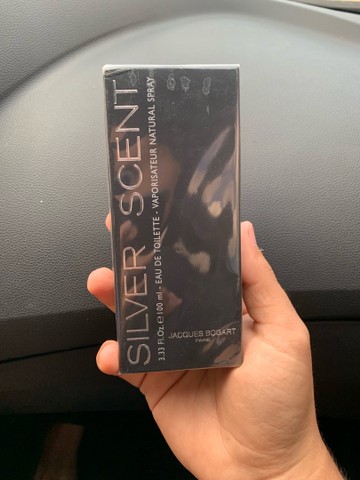 SILVER SCENT
3.33 FL.Oz. e 100 ml - EAU DE TOILETTE - VAPORISATEUR NATURAL SPRAY
JACQUES BOGART
PARIS